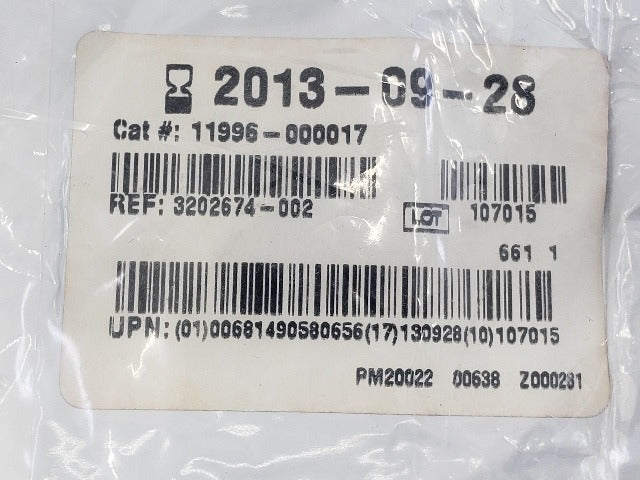 2013-09-28
Cat #: 11996-000017
REF: 3202674-002
LOT 107015
661 1
UPN: (01)00681490580656(17)130928(10)107015
PM20022 00638 Z000281